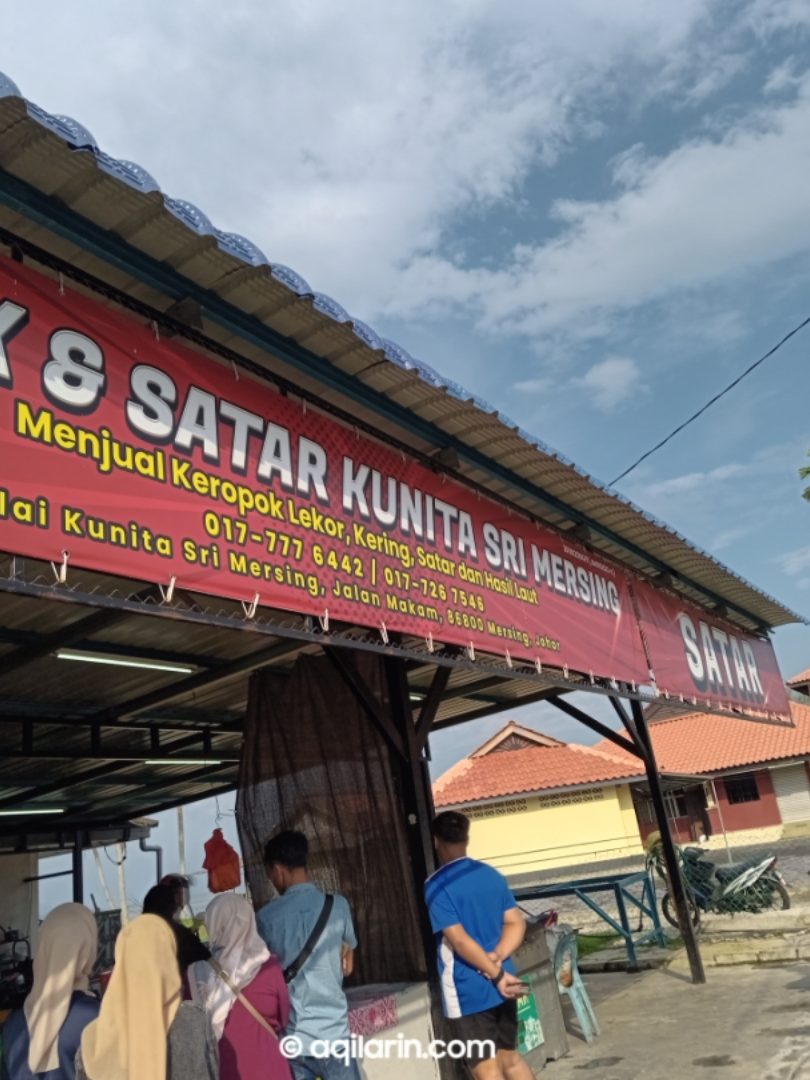 & SATAR KUNITA SRI MERSING
Menjual Keropok Lekor, Kering, Satar dan Hasil Laut
017-777 6442 | 017-726 7546
lai Kunita Sri Mersing, Jalan Makam, 86800 Mersing, Johor
SATAR
© aqilarin.com